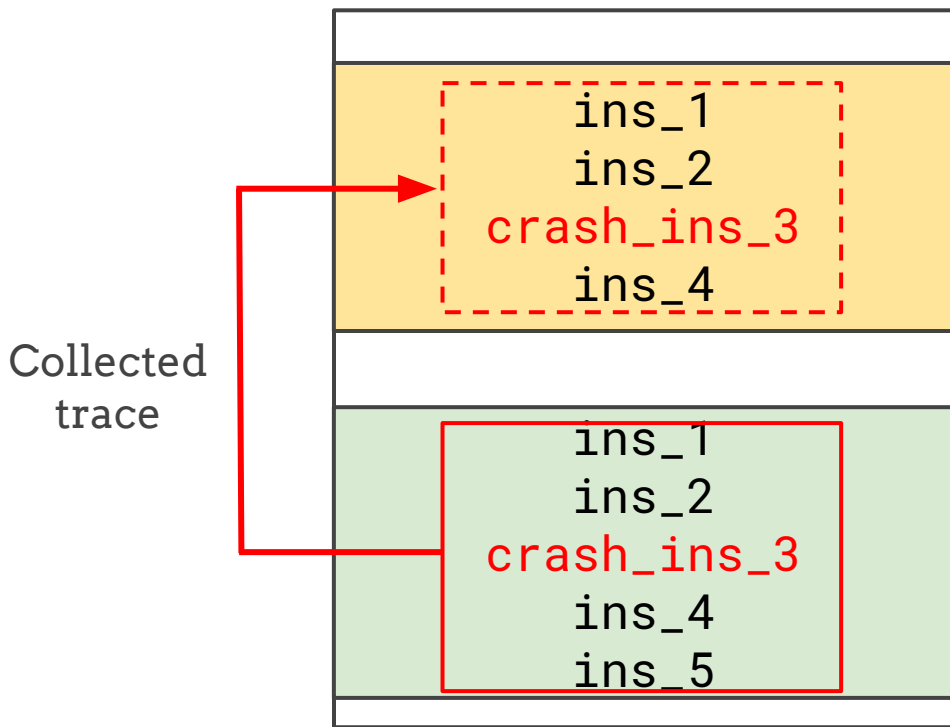 ins_1
ins_2
crash_ins_3
ins_4
Collected
trace
ins_1
ins_2
crash_ins_3
ins_4
ins_5